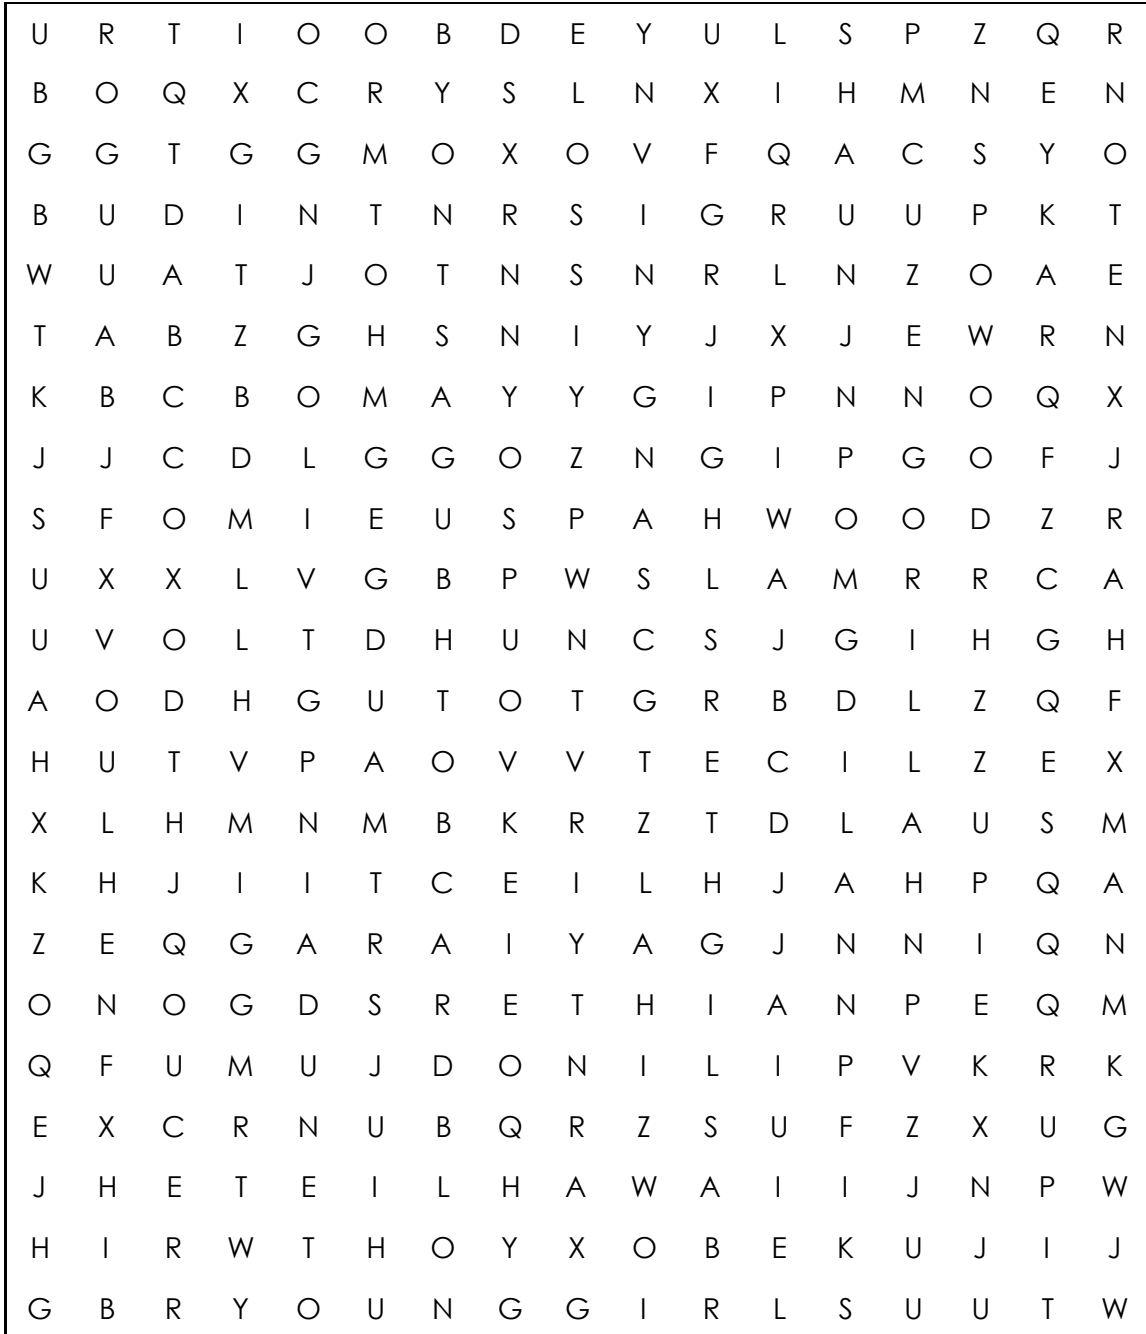 U R T I O O B D E Y U L S P Z Q R
B O Q X C R Y S L N X I H M N E N
G G T G G M O X O V F Q A C S Y O
B U D I N T N R S I G R U U P K T
W U A T J O T N S N R L N Z O A E
T A B Z G H S N I Y J X J E W R N
K B C B O M A Y Y G I P N N O Q X
J J C D L G G O Z N G I P G O F J
S F O M I E U S P A H W O O D Z R
U X X L V G B P W S L A M R R C A
U V O L T D H U N C S J G I H G H
A O D H G U T O T G R B D L Z Q F
H U T V P A O V V T E C I L Z E X
X L H M N M B K R Z T D L A U S M
K H J I I T C E I L H J A H P Q A
Z E Q G A R A I Y A G J N N I Q N
O N O G D S R E T H I A N P E Q M
Q F U M U J D O N I L I P V K R K
E X C R N U B Q R Z S U F Z X U G
J H E T E I L H A W A I I J N P W
H I R W T H O Y X O B E K U J I J
G B R Y O U N G G I R L S U U T W